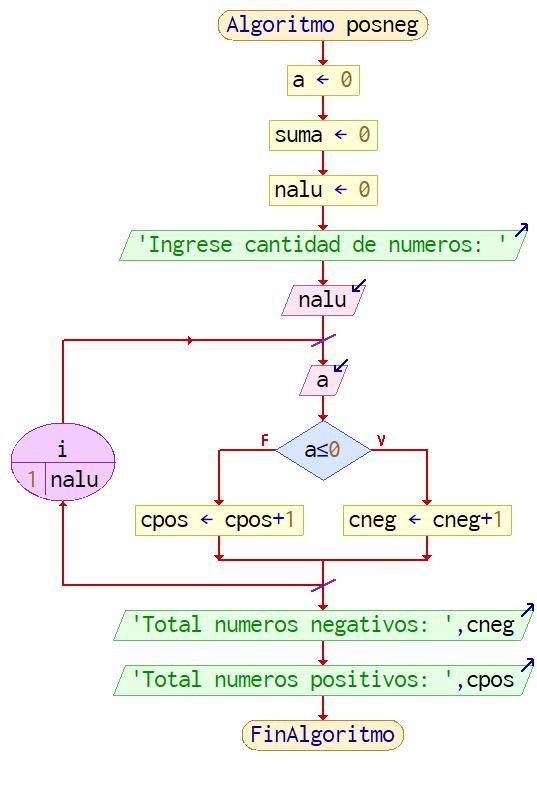 Algoritmo posneg
a ← 0
suma ← 0
nalu ← 0
'Ingrese cantidad de numeros: '
nalu
a
i
1 nalu
F
a≤0
V
cpos ← cpos+1
cneg ← cneg+1
'Total numeros negativos: ',cneg
'Total numeros positivos: ',cpos
FinAlgoritmo